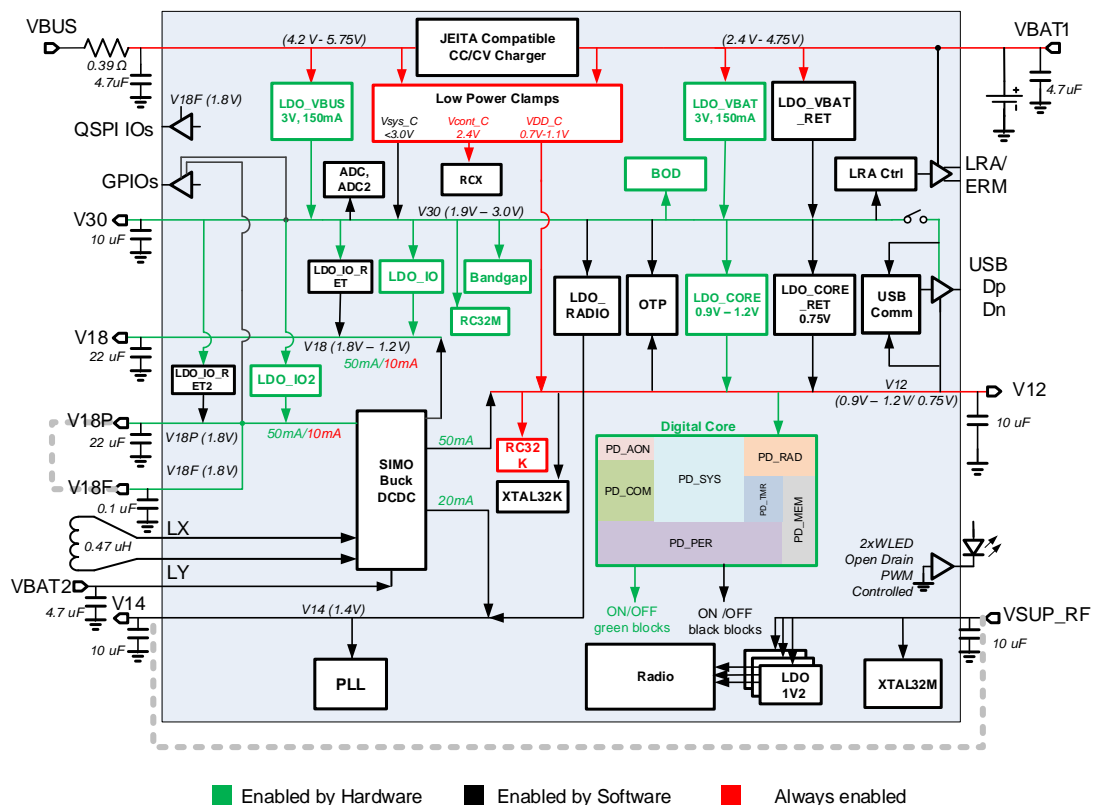 VBUS
VBAT1
(4.2 V - 5.75V)
JEITA Compatible
CC/CV Charger
(2.4 V - 4.75V)
0.39 Ω
4.7uF
4.7uF
V18F (1.8V)
QSPI IOs
LDO_VBUS
3V, 150mA
Low Power Clamps
Vsys_C
<3.0V
Vcont_C
2.4V
VDD_C
0.7V-1.1V
LDO_VBAT
3V, 150mA
LDO_VBAT
_RET
GPIOs
ADC,
ADC2
RCX
BOD
LRA Ctrl
LRA/
ERM
V30
10 uF
V30 (1.9V – 3.0V)
LDO_IO_R
ET
LDO_IO
Bandgap
RC32M
LDO_
RADIO
OTP
LDO_CORE
0.9V – 1.2V
LDO_CORE
_RET
0.75V
USB
Comm
USB
Dp
Dn
V18
22 uF
V18 (1.8V – 1.2V)
50mA/10mA
LDO_IO_R
ET2
LDO_IO2
V12
(0.9V – 1.2V/ 0.75V)
V12
10 uF
V18P
22 uF
V18P (1.8V)
50mA/10mA
V18F (1.8V)
V18F
0.1 uF
SIMO
Buck
DCDC
50mA
20mA
RC32
K
XTAL32K
Digital Core
PD_AON
PD_SYS
PD_RAD
PD_COM
PD_TMR
PD_MEM
PD_PER
LX
0.47 uH
LY
VBAT2
4.7 uF
2xWLED
Open Drain
PWM
Controlled
ON/OFF
green blocks
ON /OFF
black blocks
V14
10 uF
V14 (1.4V)
VSUP_RF
10 uF
PLL
Radio
LDO
1V2
XTAL32M
Enabled by Hardware
Enabled by Software
Always enabled